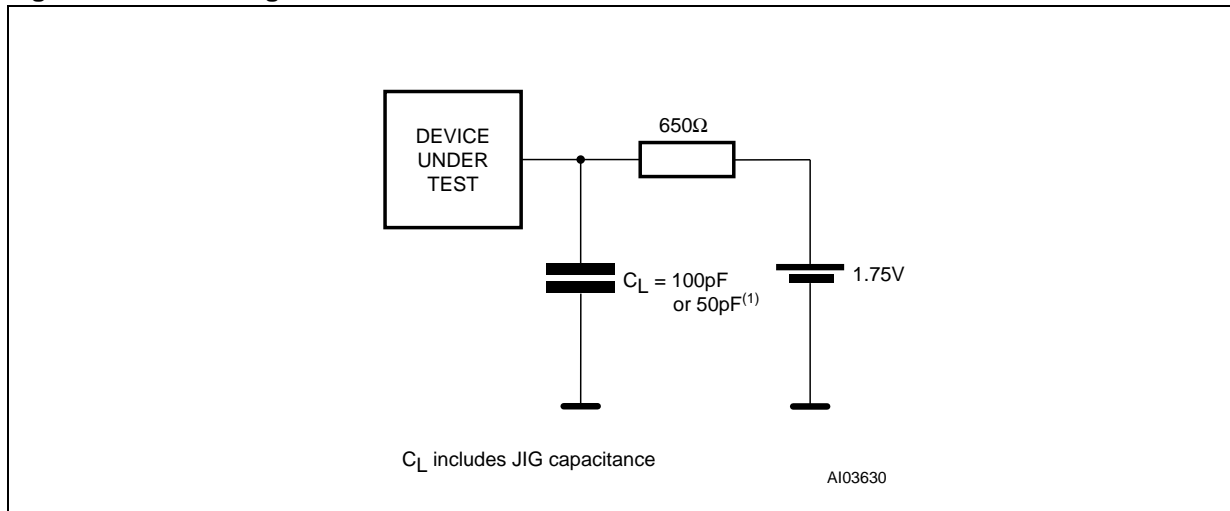 DEVICE
UNDER
TEST
650Ω
CL = 100pF
or 50pF(1)
1.75V
CL includes JIG capacitance
AI03630